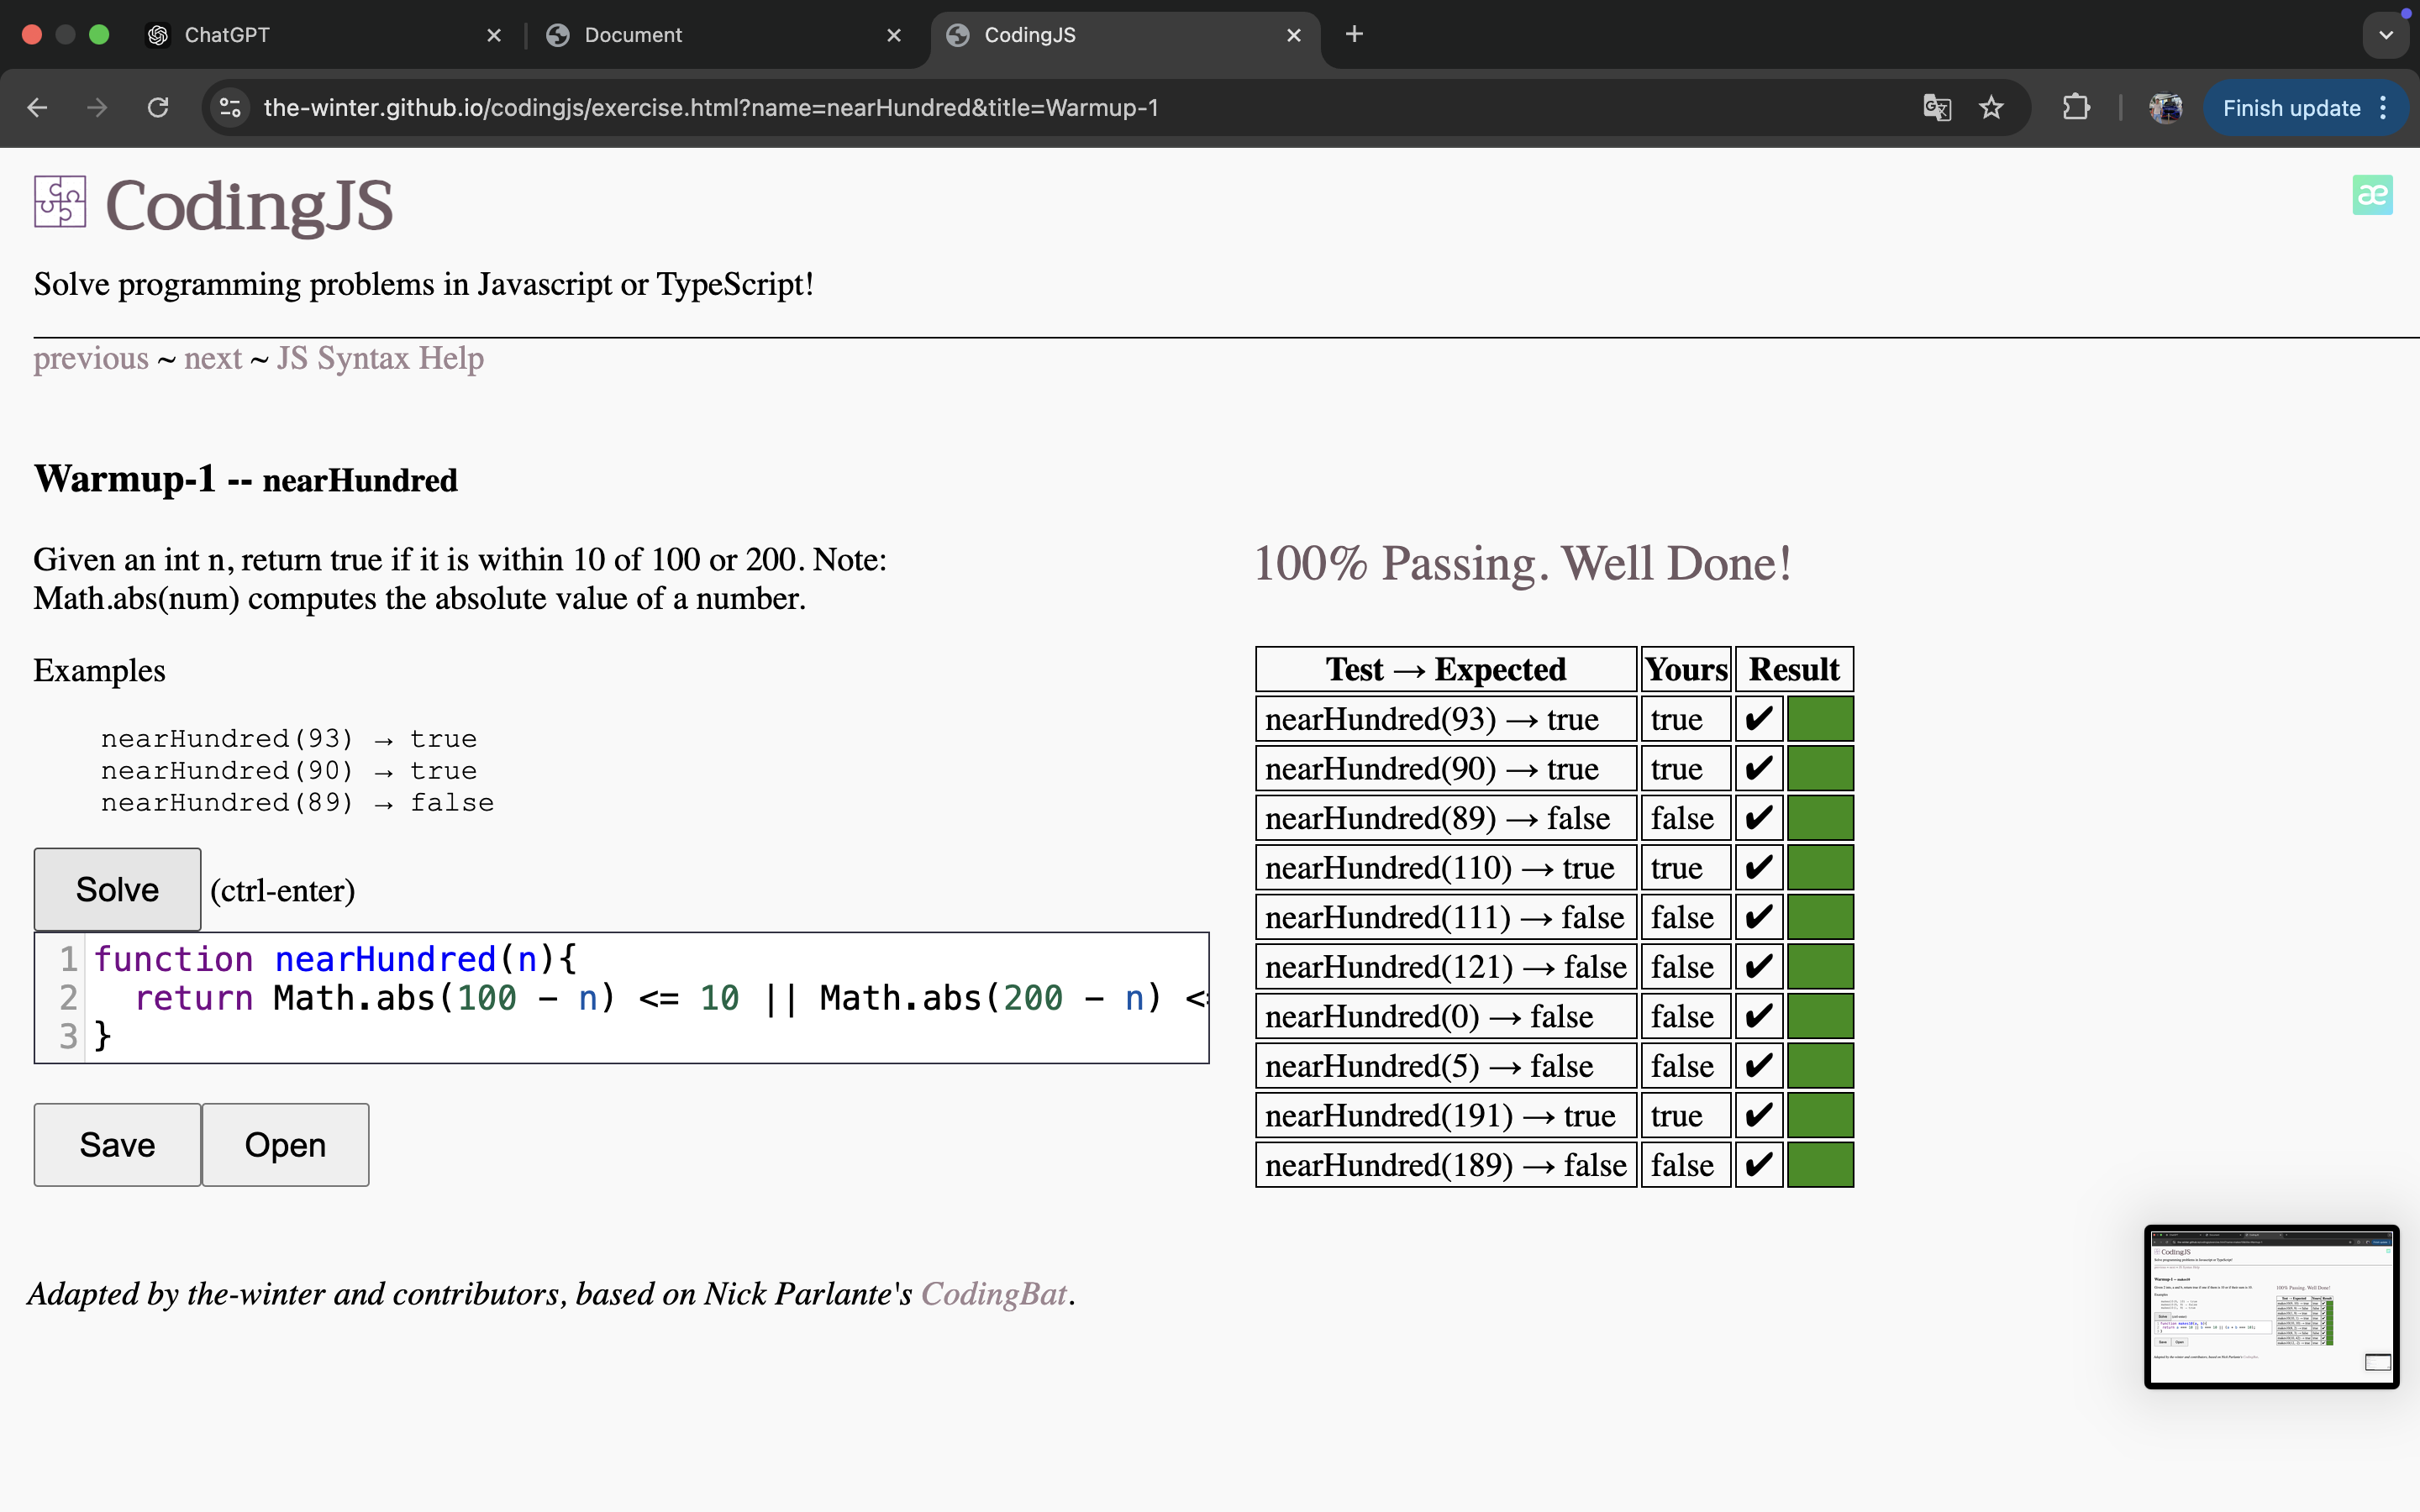 ChatGPT
Document
CodingJS
the-winter.github.io/codingjs/exercise.html?name=nearHundred&title=Warmup-1
Finish update
CodingJS
æ
Solve programming problems in Javascript or TypeScript!
previous ~ next ~ JS Syntax Help
Warmup-1 -- nearHundred
Given an int n, return true if it is within 10 of 100 or 200. Note:
Math.abs(num) computes the absolute value of a number.
Examples
nearHundred(93) → true
nearHundred(90) → true
nearHundred(89) → false
Solve (ctrl-enter)
1 function nearHundred(n){
2 return Math.abs(100 - n) <= 10 || Math.abs(200 - n) <
3 }
Save Open
100% Passing. Well Done!
Test → Expected Yours Result
nearHundred(93) → true true ✔
nearHundred(90) → true true ✔
nearHundred(89) → false false ✔
nearHundred(110) → true true ✔
nearHundred(111) → false false ✔
nearHundred(121) → false false ✔
nearHundred(0) → false false ✔
nearHundred(5) → false false ✔
nearHundred(191) → true true ✔
nearHundred(189) → false false ✔
Adapted by the-winter and contributors, based on Nick Parlante's CodingBat.
CodingJS
100% Passing. Well Done!